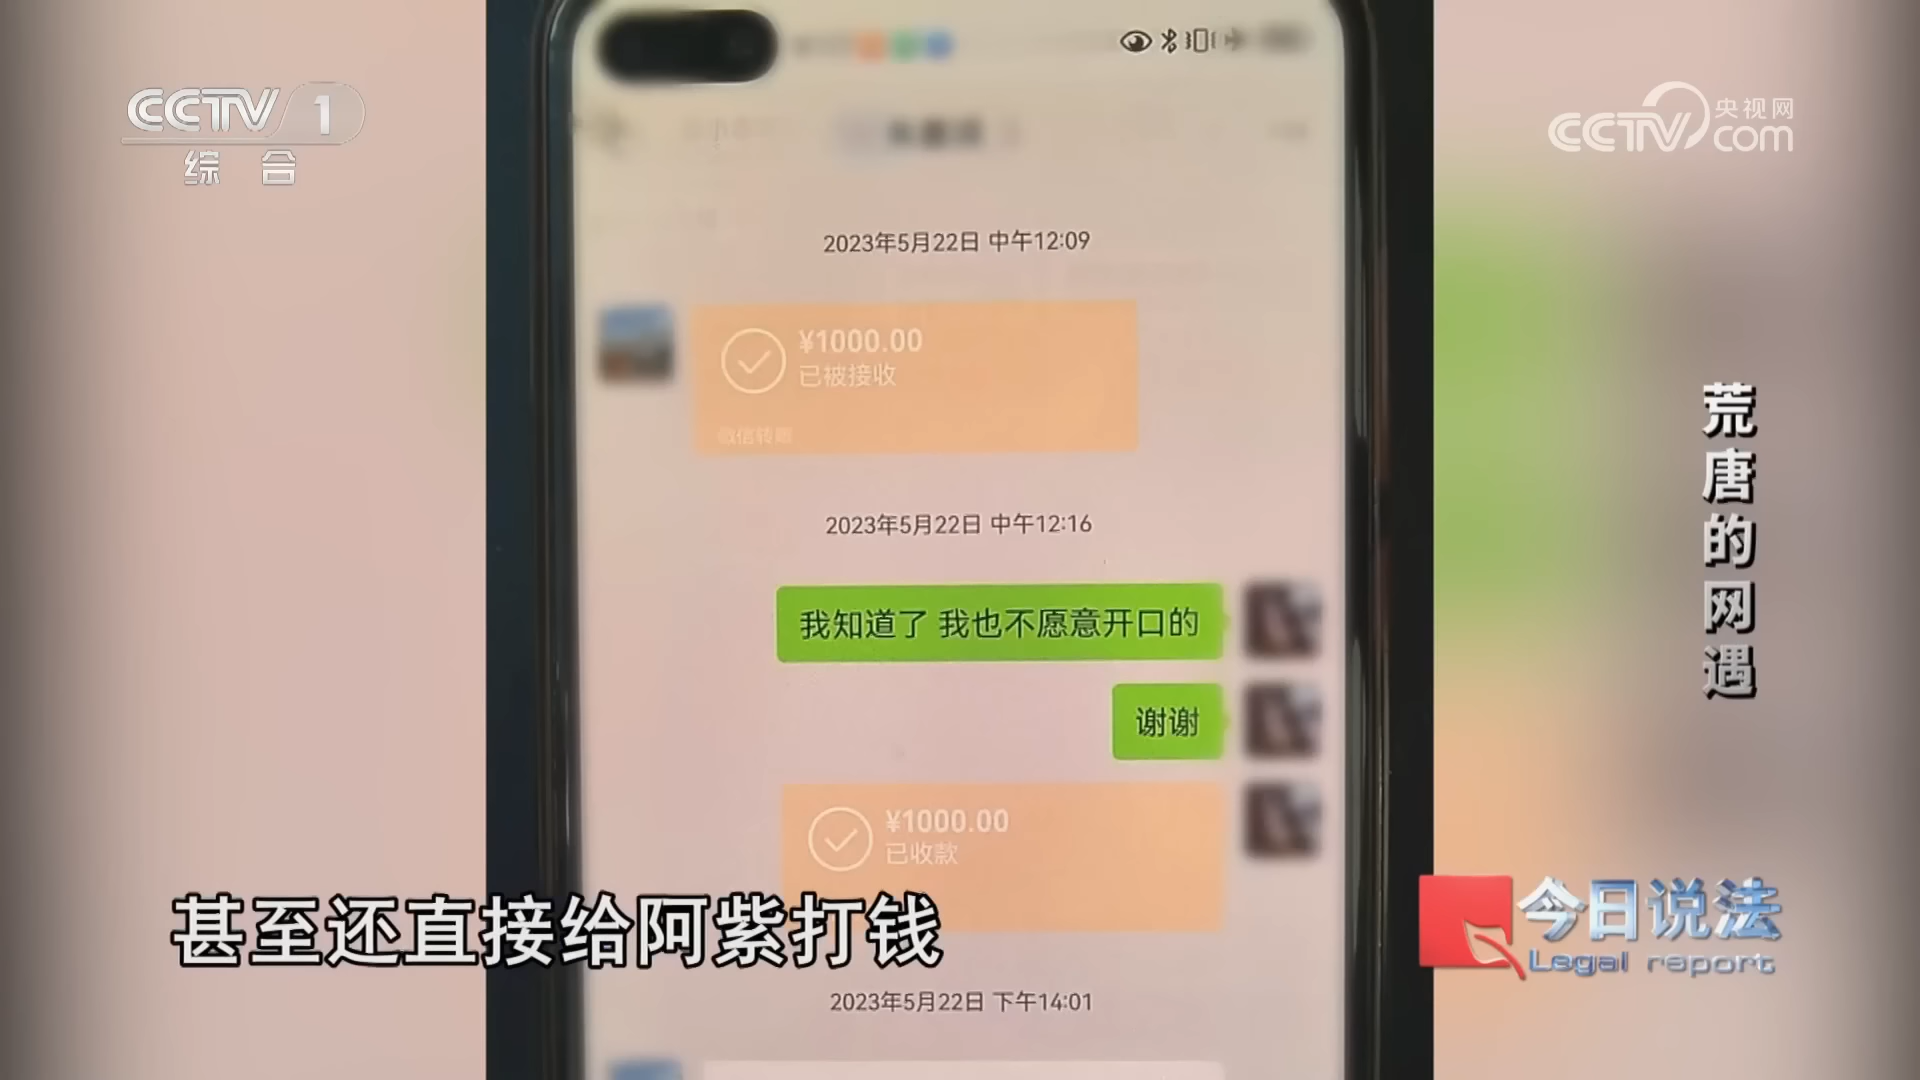 CCTV 1
综合
央视网
CCTV.com
2023年5月22日 中午12:09
¥1000.00
已被接收
微信转账
2023年5月22日 中午12:16
我知道了 我也不愿意开口的
谢谢
¥1000.00
已收款
荒唐的网遇
甚至还直接给阿紫打钱
今日说法
Legal report
2023年5月22日 下午14:01